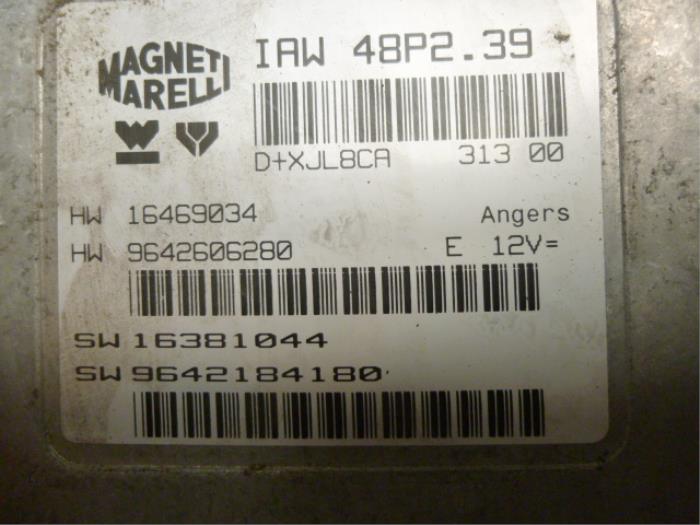 MAGNETI
MARELLI
IAW 48P2.39
D+XJL8CA 313 00
HW 16469034 Angers
HW 9642606280 E 12V=
SW 16381044
SW 9642184180